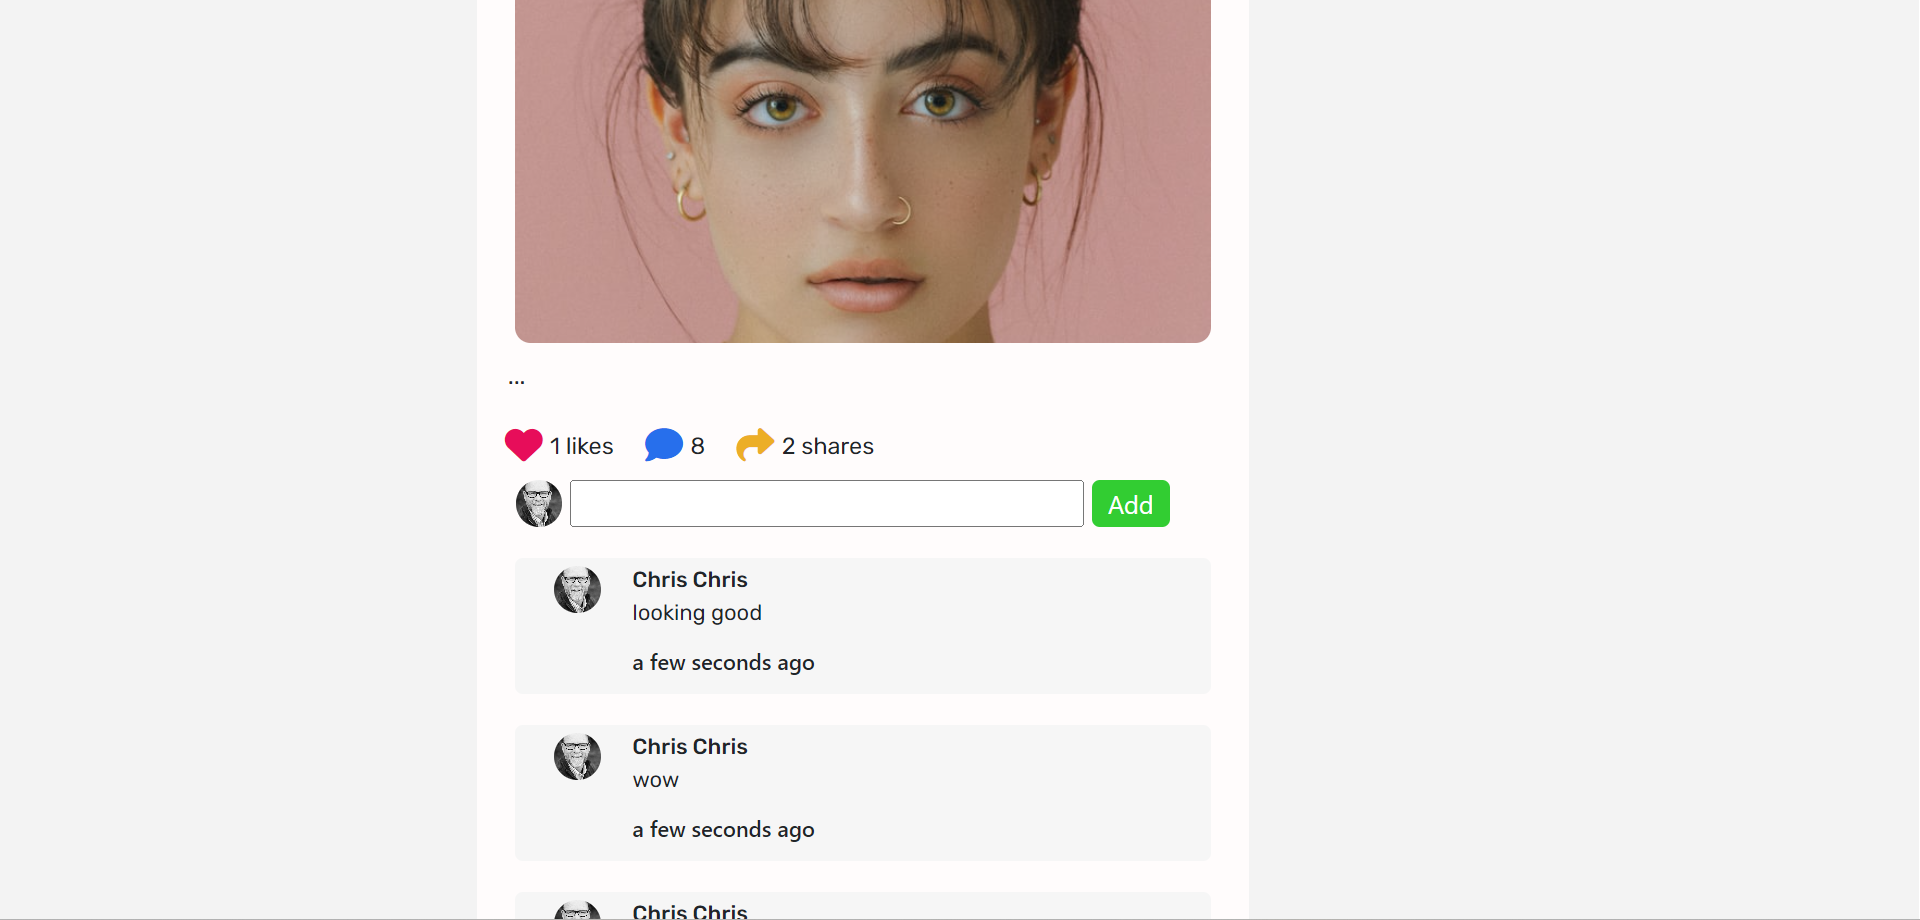 ...
1 likes 8 2 shares
Add
Chris Chris
looking good
a few seconds ago
Chris Chris
wow
a few seconds ago
Chris Chris